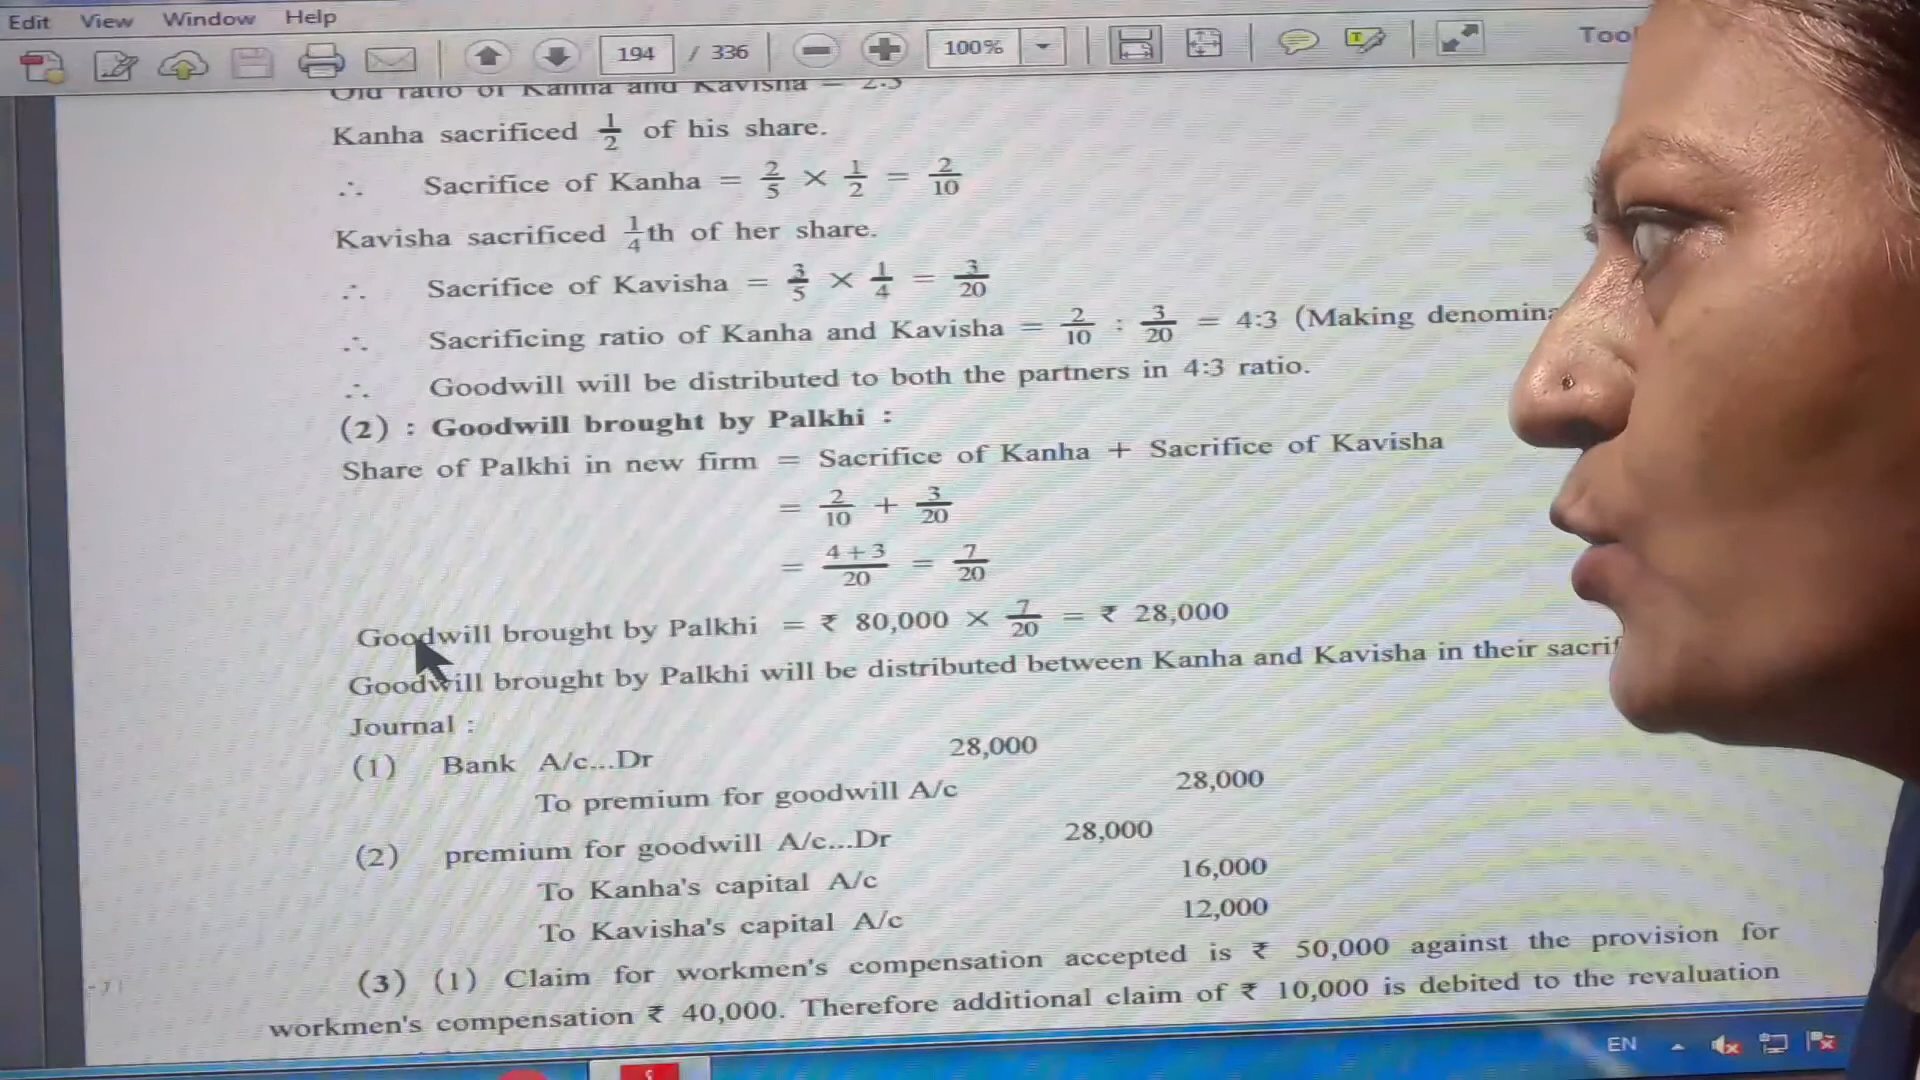 Edit View Window Help
194 / 336 100%
Old ratio of Kanha and Kavisha = 2:3
Kanha sacrificed 1/2 of his share.
∴ Sacrifice of Kanha = 2/5 × 1/2 = 2/10
Kavisha sacrificed 1/4th of her share.
∴ Sacrifice of Kavisha = 3/5 × 1/4 = 3/20
∴ Sacrificing ratio of Kanha and Kavisha = 2/10 : 3/20 = 4:3 (Making
∴ Goodwill will be distributed to both the partners in 4:3 ratio.
(2) : Goodwill brought by Palkhi :
Share of Palkhi in new firm = Sacrifice of Kanha + Sacrifice of Kavisha
= 2/10 + 3/20
= 4+3/20 = 7/20
Goodwill brought by Palkhi = ₹ 80,000 × 7/20 = ₹ 28,000
Goodwill brought by Palkhi will be distributed between Kanha and Kavisha in their
Journal :
(1) Bank A/c...Dr 28,000
To premium for goodwill A/c 28,000
(2) premium for goodwill A/c...Dr 28,000
To Kanha's capital A/c 16,000
To Kavisha's capital A/c 12,000
(3) (1) Claim for workmen's compensation accepted is ₹ 50,000 against the provision for
workmen's compensation ₹ 40,000. Therefore additional claim of ₹ 10,000 is debited to the revaluation
EN